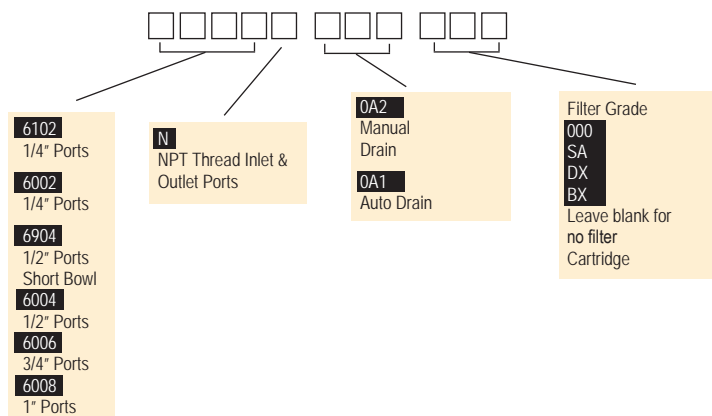 6102
1/4" Ports
6002
1/4" Ports
6904
1/2" Ports
Short Bowl
6004
1/2" Ports
6006
3/4" Ports
6008
1" Ports
N
NPT Thread Inlet &
Outlet Ports
0A2
Manual
Drain
0A1
Auto Drain
Filter Grade
000
SA
DX
BX
Leave blank for
no filter
Cartridge